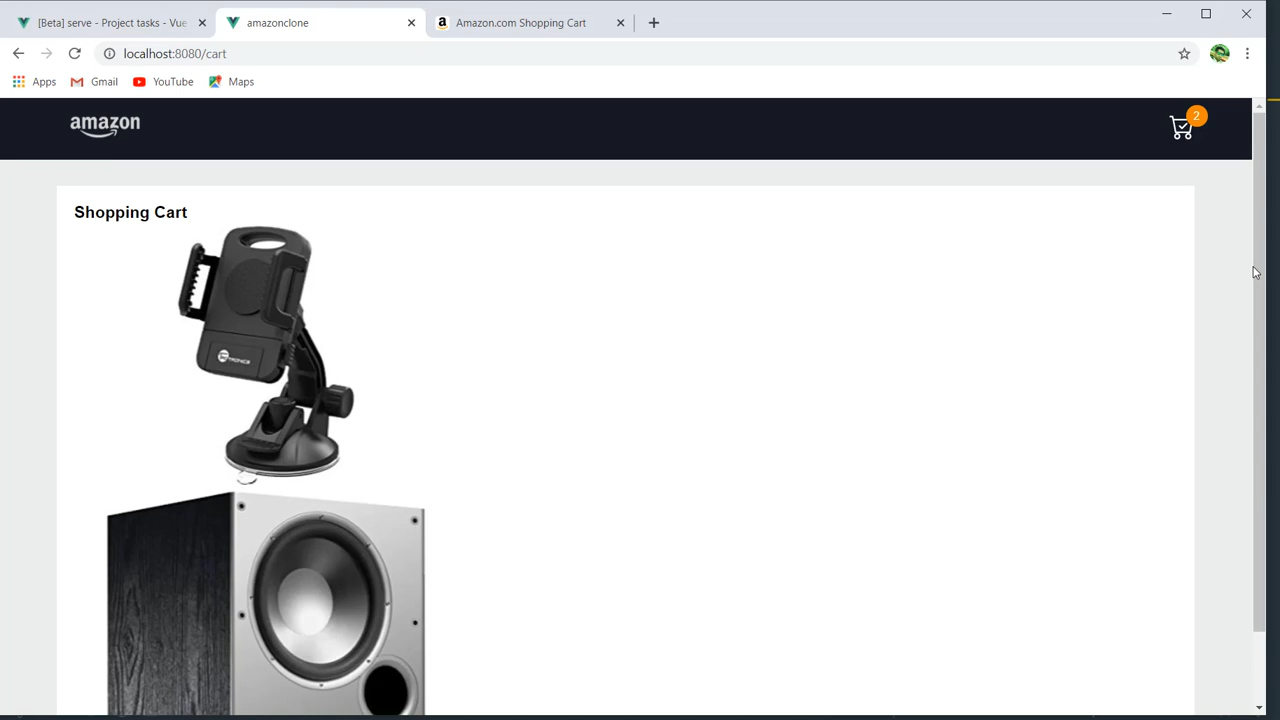 [Beta] serve - Project tasks - Vue
amazonclone
Amazon.com Shopping Cart
localhost:8080/cart
Apps
Gmail
YouTube
Maps
amazon
2
Shopping Cart